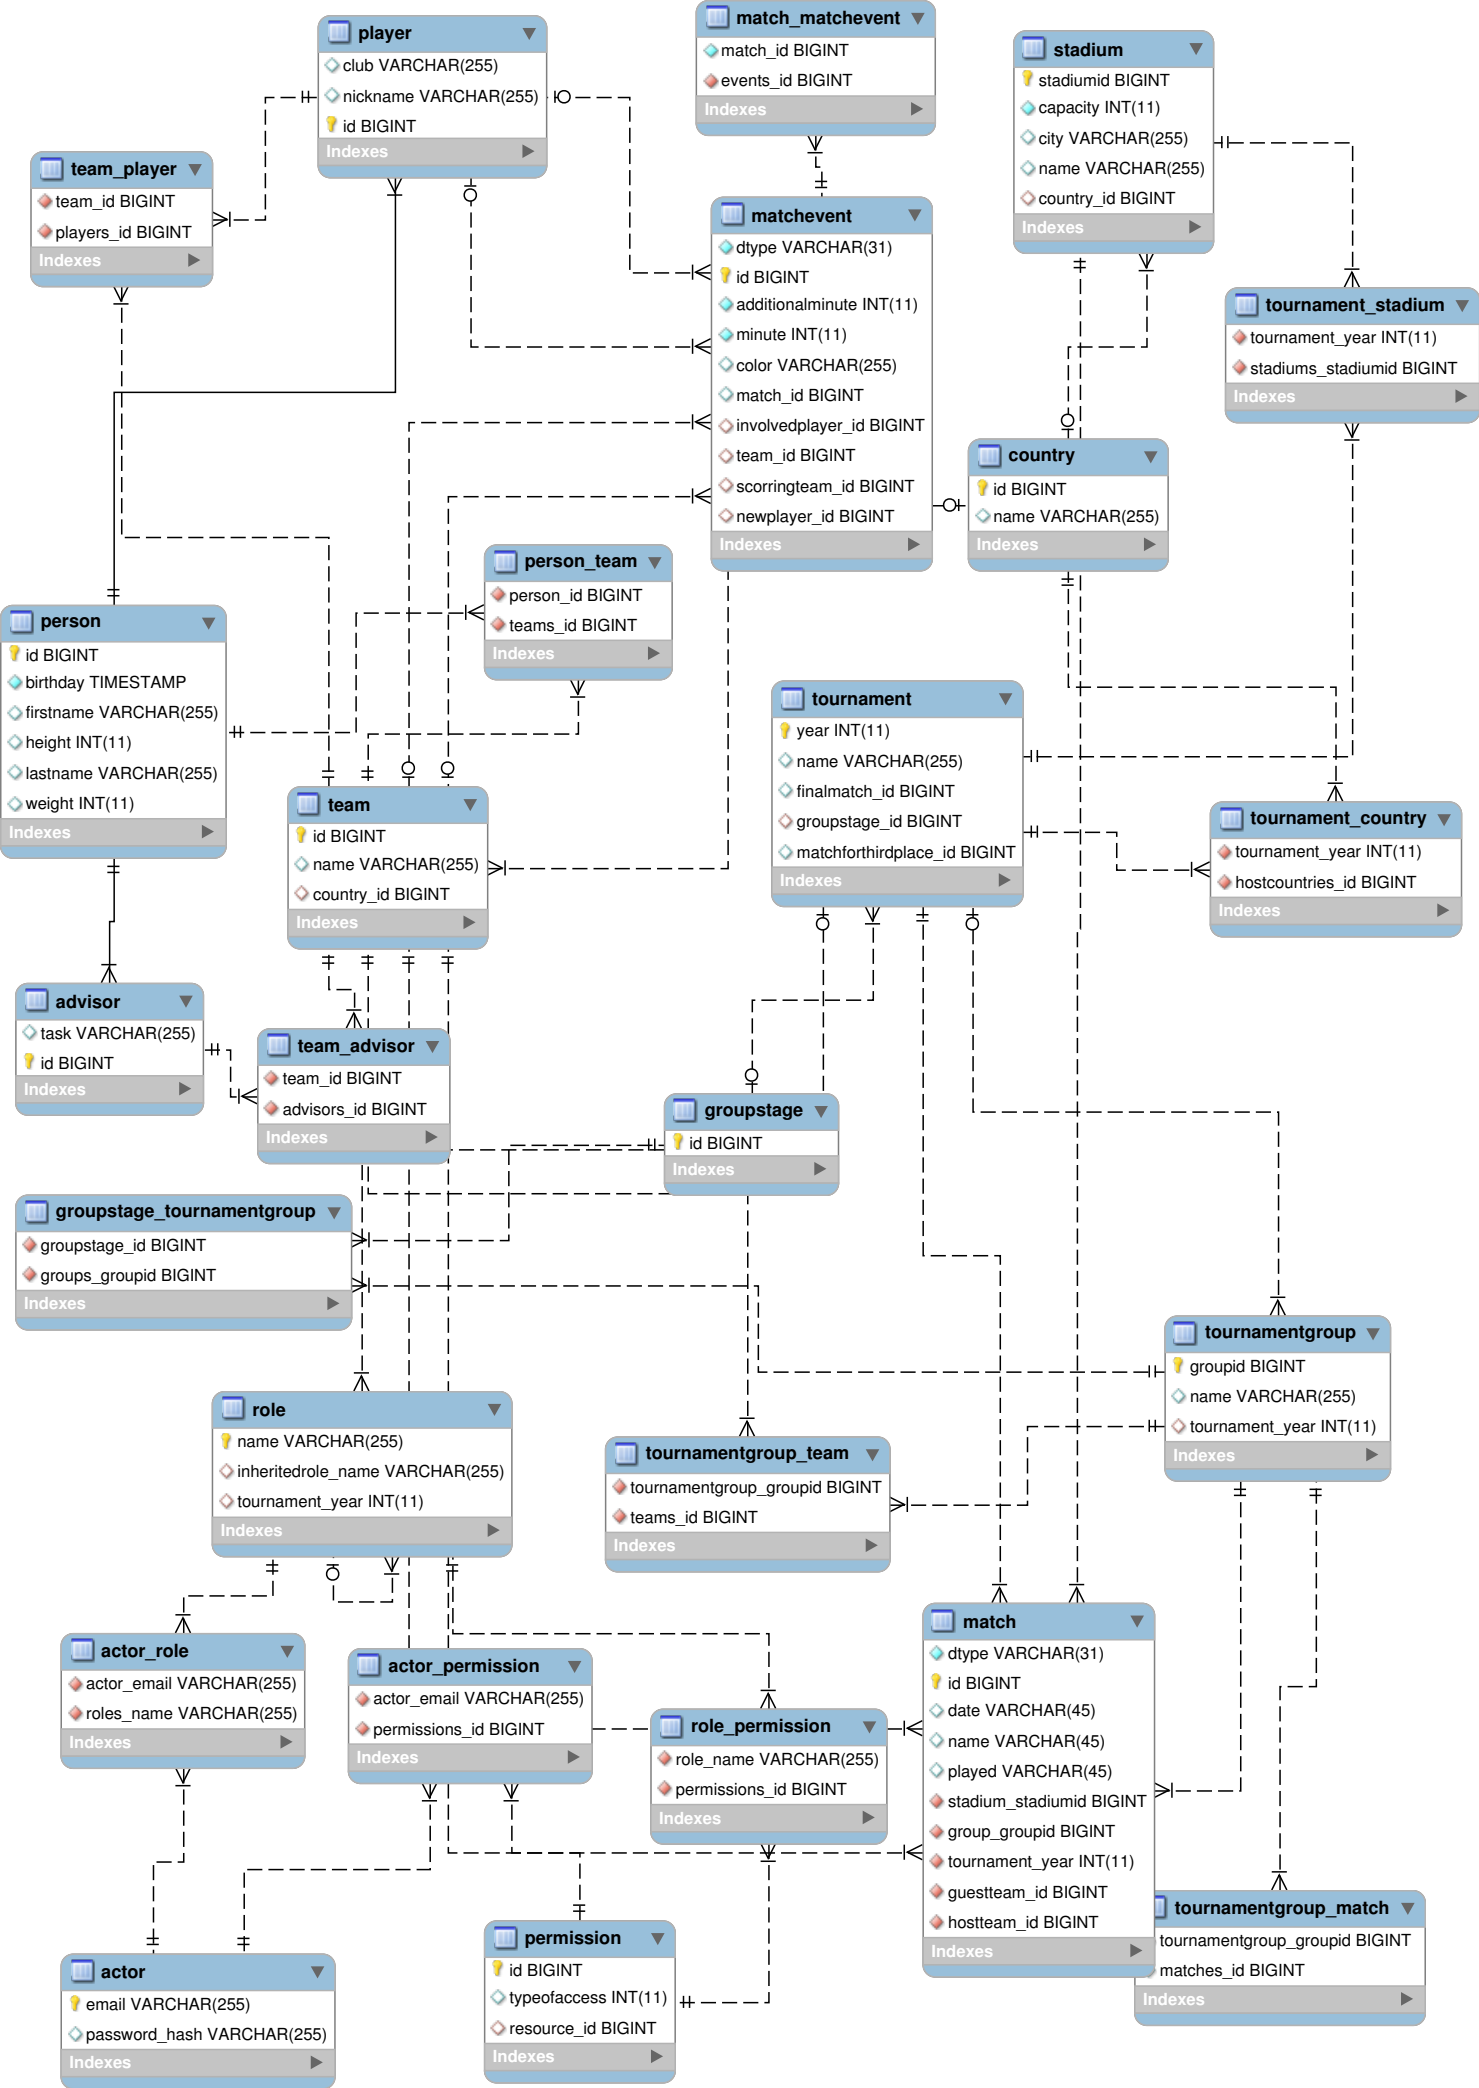 player
club VARCHAR(255)
nickname VARCHAR(255)
id BIGINT
Indexes
match_matchevent
match_id BIGINT
events_id BIGINT
Indexes
stadium
stadiumid BIGINT
capacity INT(11)
city VARCHAR(255)
name VARCHAR(255)
country_id BIGINT
Indexes
team_player
team_id BIGINT
players_id BIGINT
Indexes
matchevent
dtype VARCHAR(31)
id BIGINT
additionalminute INT(11)
minute INT(11)
color VARCHAR(255)
match_id BIGINT
involvedplayer_id BIGINT
team_id BIGINT
scorringteam_id BIGINT
newplayer_id BIGINT
Indexes
tournament_stadium
tournament_year INT(11)
stadiums_stadiumid BIGINT
Indexes
country
id BIGINT
name VARCHAR(255)
Indexes
person_team
person_id BIGINT
teams_id BIGINT
Indexes
person
id BIGINT
birthday TIMESTAMP
firstname VARCHAR(255)
height INT(11)
lastname VARCHAR(255)
weight INT(11)
Indexes
tournament
year INT(11)
name VARCHAR(255)
finalmatch_id BIGINT
groupstage_id BIGINT
matchforthirdplace_id BIGINT
Indexes
team
id BIGINT
name VARCHAR(255)
country_id BIGINT
Indexes
tournament_country
tournament_year INT(11)
hostcountries_id BIGINT
Indexes
advisor
task VARCHAR(255)
id BIGINT
Indexes
team_advisor
team_id BIGINT
advisors_id BIGINT
Indexes
groupstage
id BIGINT
Indexes
groupstage_tournamentgroup
groupstage_id BIGINT
groups_groupid BIGINT
Indexes
tournamentgroup
groupid BIGINT
name VARCHAR(255)
tournament_year INT(11)
Indexes
role
name VARCHAR(255)
inheritedrole_name VARCHAR(255)
tournament_year INT(11)
Indexes
tournamentgroup_team
tournamentgroup_groupid BIGINT
teams_id BIGINT
Indexes
match
dtype VARCHAR(31)
id BIGINT
date VARCHAR(45)
name VARCHAR(45)
played VARCHAR(45)
stadium_stadiumid BIGINT
group_groupid BIGINT
tournament_year INT(11)
guestteam_id BIGINT
hostteam_id BIGINT
Indexes
actor_role
actor_email VARCHAR(255)
roles_name VARCHAR(255)
Indexes
actor_permission
actor_email VARCHAR(255)
permissions_id BIGINT
Indexes
role_permission
role_name VARCHAR(255)
permissions_id BIGINT
Indexes
tournamentgroup_match
tournamentgroup_groupid BIGINT
matches_id BIGINT
Indexes
actor
email VARCHAR(255)
password_hash VARCHAR(255)
Indexes
permission
id BIGINT
typeofaccess INT(11)
resource_id BIGINT
Indexes